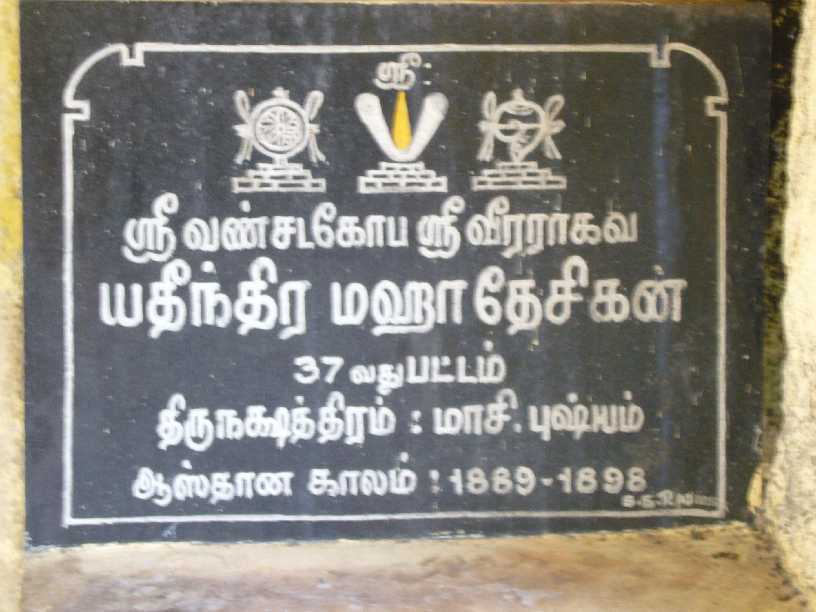 ஸ்ரீ:
ஸ்ரீ வண்சடகோப ஸ்ரீ வீரராகவ
யதீந்திர மஹா தேசிகன்
37 வது பட்டம்
திருநக்ஷத்திரம் : மாசி. புஷ்யம்
ஆஸ்தான காலம் : 1889-1898